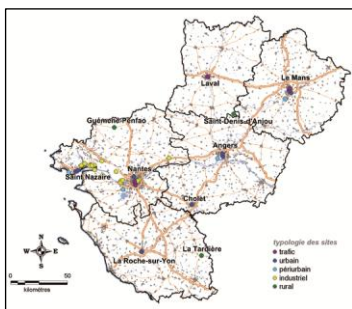 Laval
Le Mans
Guémené-Penfao
Saint-Denis-d'Anjou
Angers
Saint Nazaire
Nantes
Cholet
La Tardière
La Roche-sur-Yon
typologie des sites
trafic
urbain
périurbain
industriel
rural
N
W E
S
0 50
kilomètres